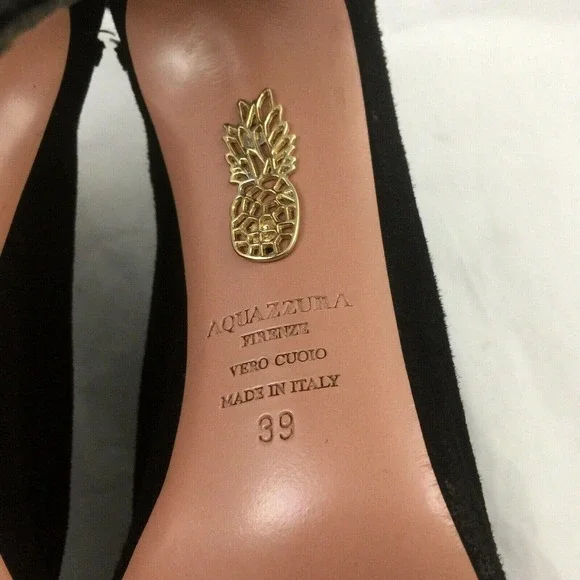 AQUAZZURA
FIRENZE
VERO CUOIO
MADE IN ITALY
39